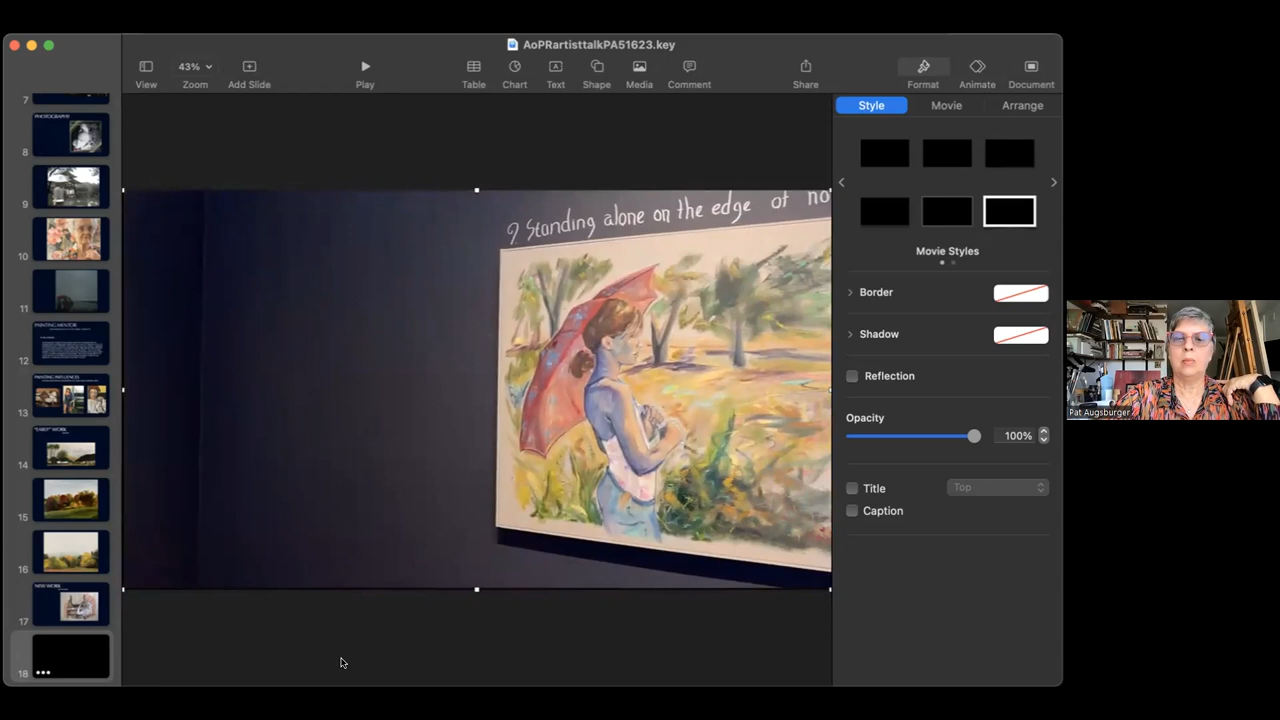 AoPRartisttalkPA51623.key
43%
View
Zoom
Add Slide
Play
Table
Chart
Text
Shape
Media
Comment
Share
Format
Animate
Document
7
PHOTOGRAPHY
8
9
10
11
PAINTING MENTOR
12
PAINTING INFLUENCES
13
"EARLY" WORK
14
15
16
NEW WORK
17
18
Standing alone on the edge of no
Style
Movie
Arrange
Movie Styles
Border
Shadow
Reflection
Opacity
100%
Title
Top
Caption
Pat Augsburger